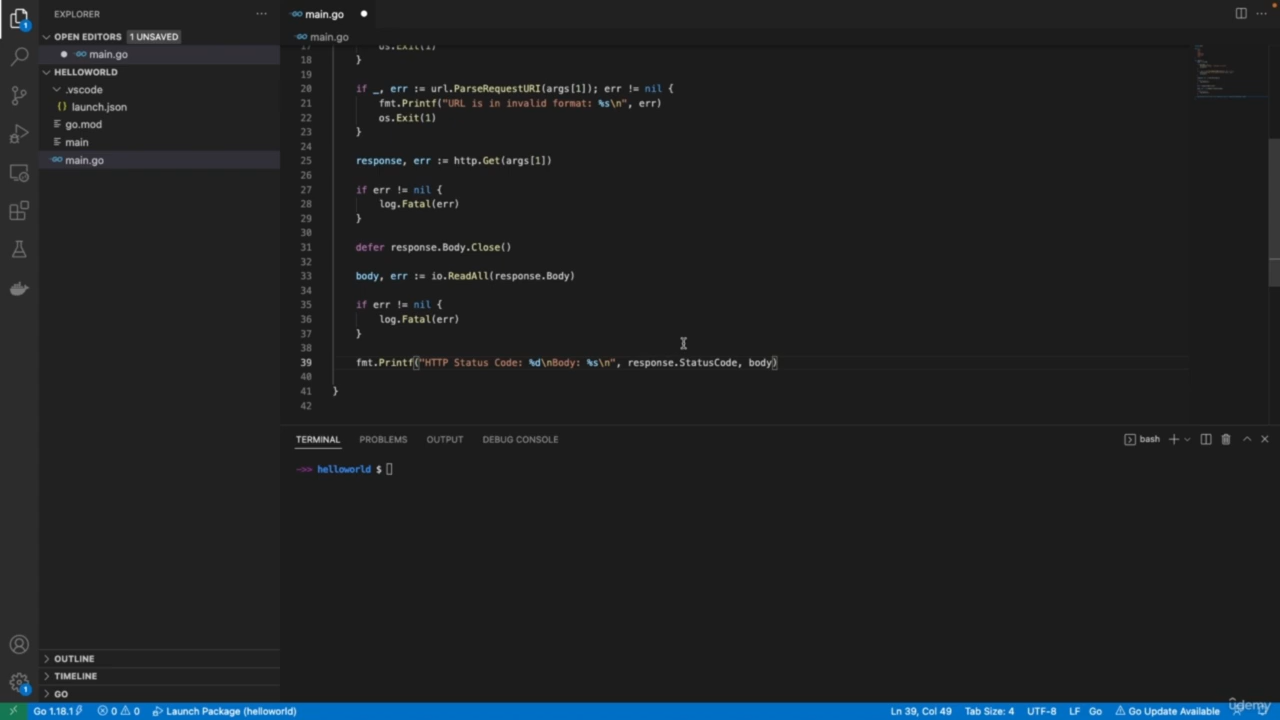 EXPLORER
main.go
OPEN EDITORS 1 UNSAVED
main.go
main.go
HELLOWORLD
.vscode
launch.json
go.mod
main
main.go
17 os.Exit(1)
18 }
19
20 if _, err := url.ParseRequestURI(args[1]); err != nil {
21 fmt.Printf("URL is in invalid format: %s\n", err)
22 os.Exit(1)
23 }
24
25 response, err := http.Get(args[1])
26
27 if err != nil {
28 log.Fatal(err)
29 }
30
31 defer response.Body.Close()
32
33 body, err := io.ReadAll(response.Body)
34
35 if err != nil {
36 log.Fatal(err)
37 }
38
39 fmt.Printf("HTTP Status Code: %d\nBody: %s\n", response.StatusCode, body)
40
41 }
42
TERMINAL PROBLEMS OUTPUT DEBUG CONSOLE
bash
->> helloworld $
OUTLINE
TIMELINE
GO
1
1
Go 1.18.1 0 0 Launch Package (helloworld)
Ln 39, Col 49 Tab Size: 4 UTF-8 LF Go Go Update Available
udemy